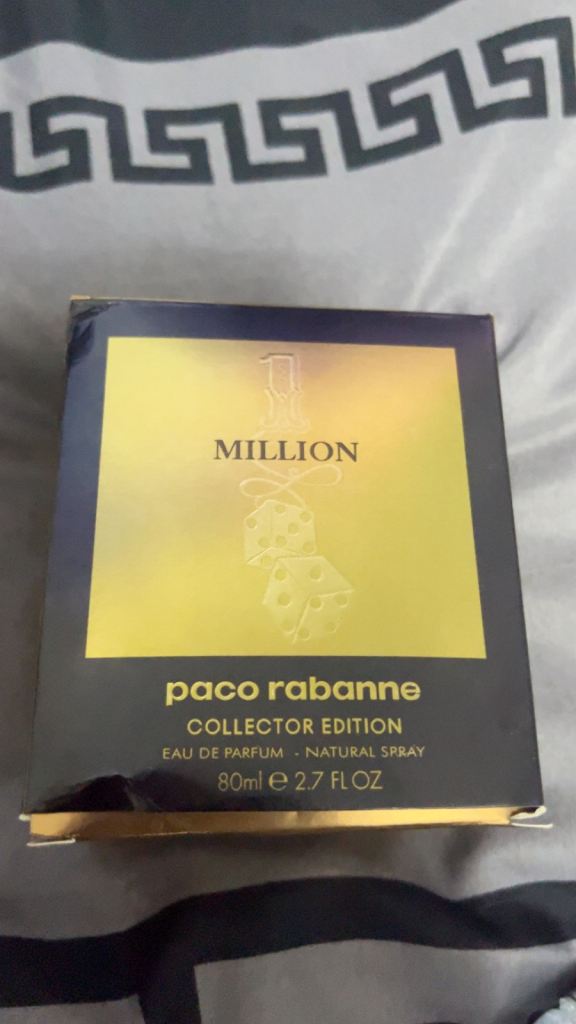 1
MILLION
paco rabanne
COLLECTOR EDITION
EAU DE PARFUM - NATURAL SPRAY
80ml ℮ 2.7 FL OZ